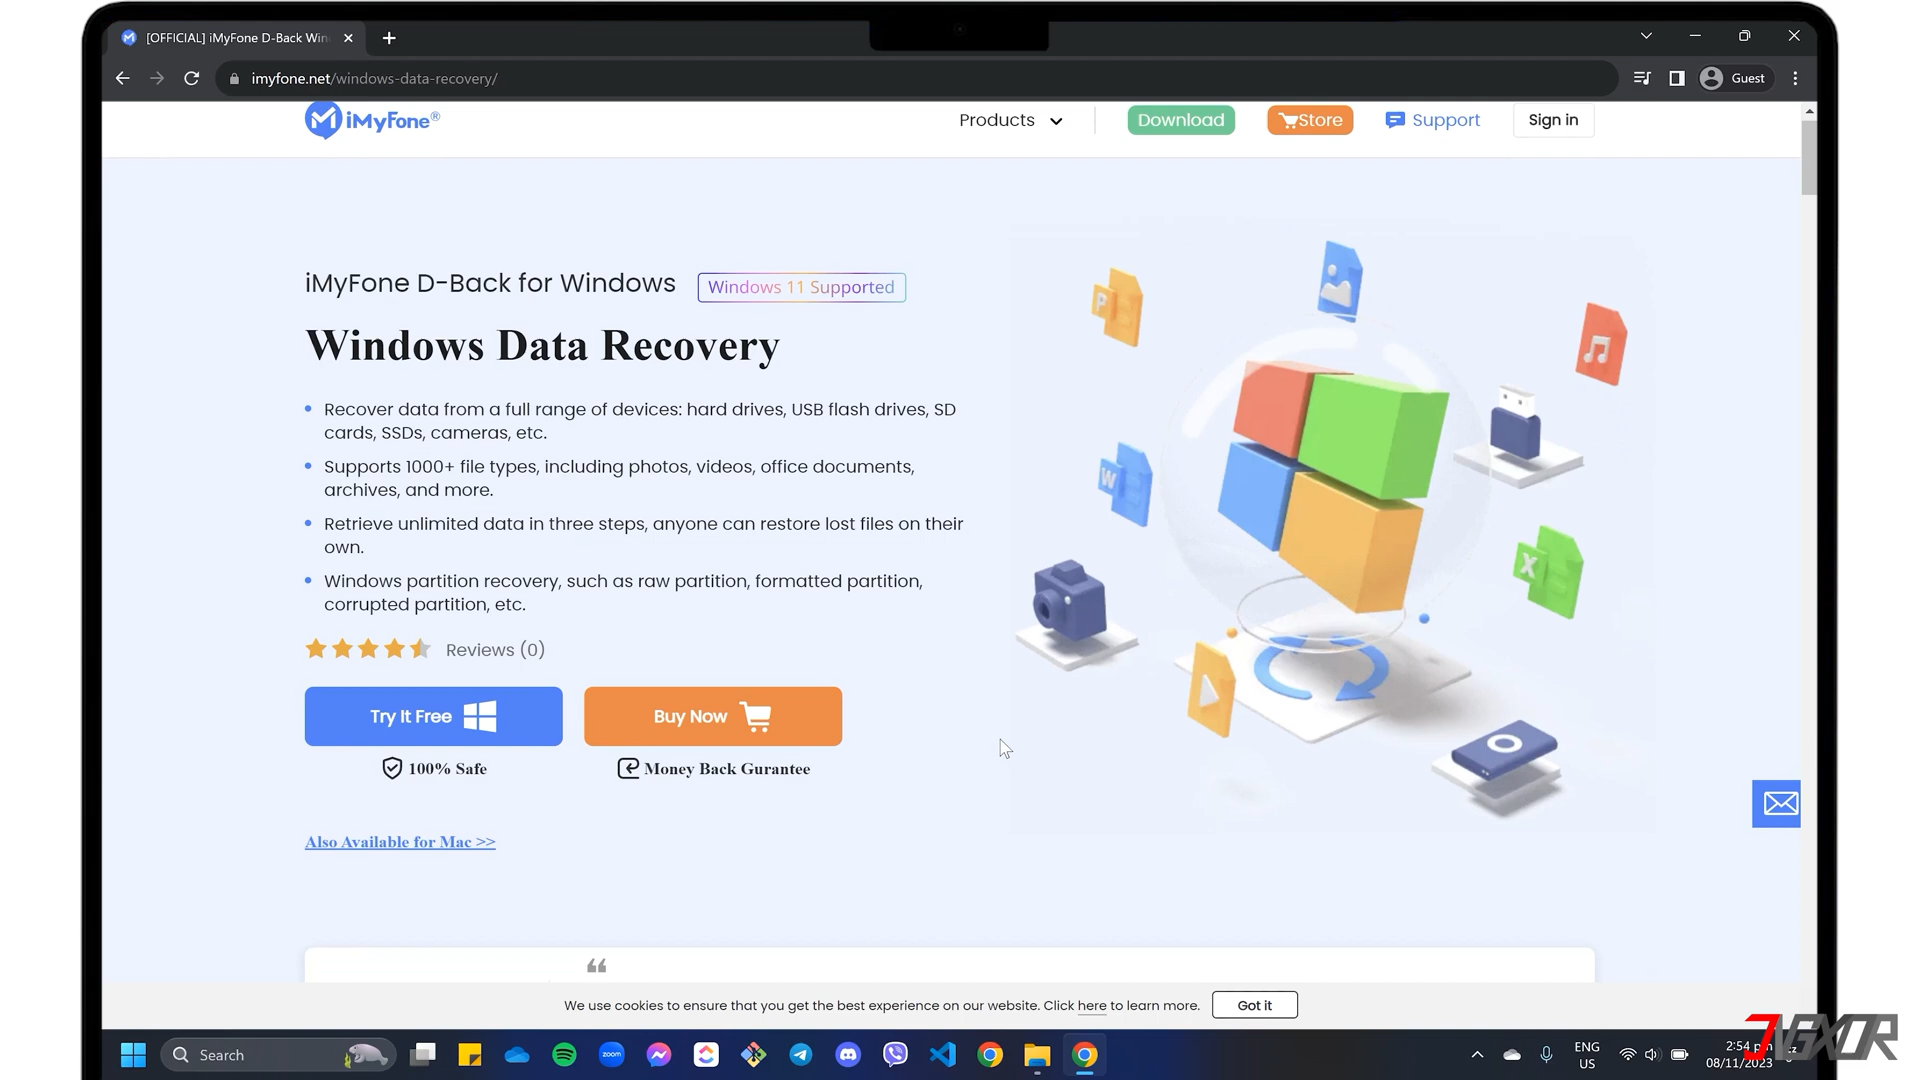 [OFFICIAL] iMyFone D-Back Win
imyfone.net/windows-data-recovery/
Guest
iMyFone®
Products
Download
Store
Support
Sign in
iMyFone D-Back for Windows
Windows 11 Supported
Windows Data Recovery
Recover data from a full range of devices: hard drives, USB flash drives, SD
cards, SSDs, cameras, etc.
Supports 1000+ file types, including photos, videos, office documents,
archives, and more.
Retrieve unlimited data in three steps, anyone can restore lost files on their
own.
Windows partition recovery, such as raw partition, formatted partition,
corrupted partition, etc.
Reviews (0)
Try It Free
Buy Now
100% Safe
Money Back Gurantee
Also Available for Mac >>
P
W
X
“
We use cookies to ensure that you get the best experience on our website. Click here to learn more.
Got it
Search
zoom
ENG
US
2:54 pm
08/11/2023